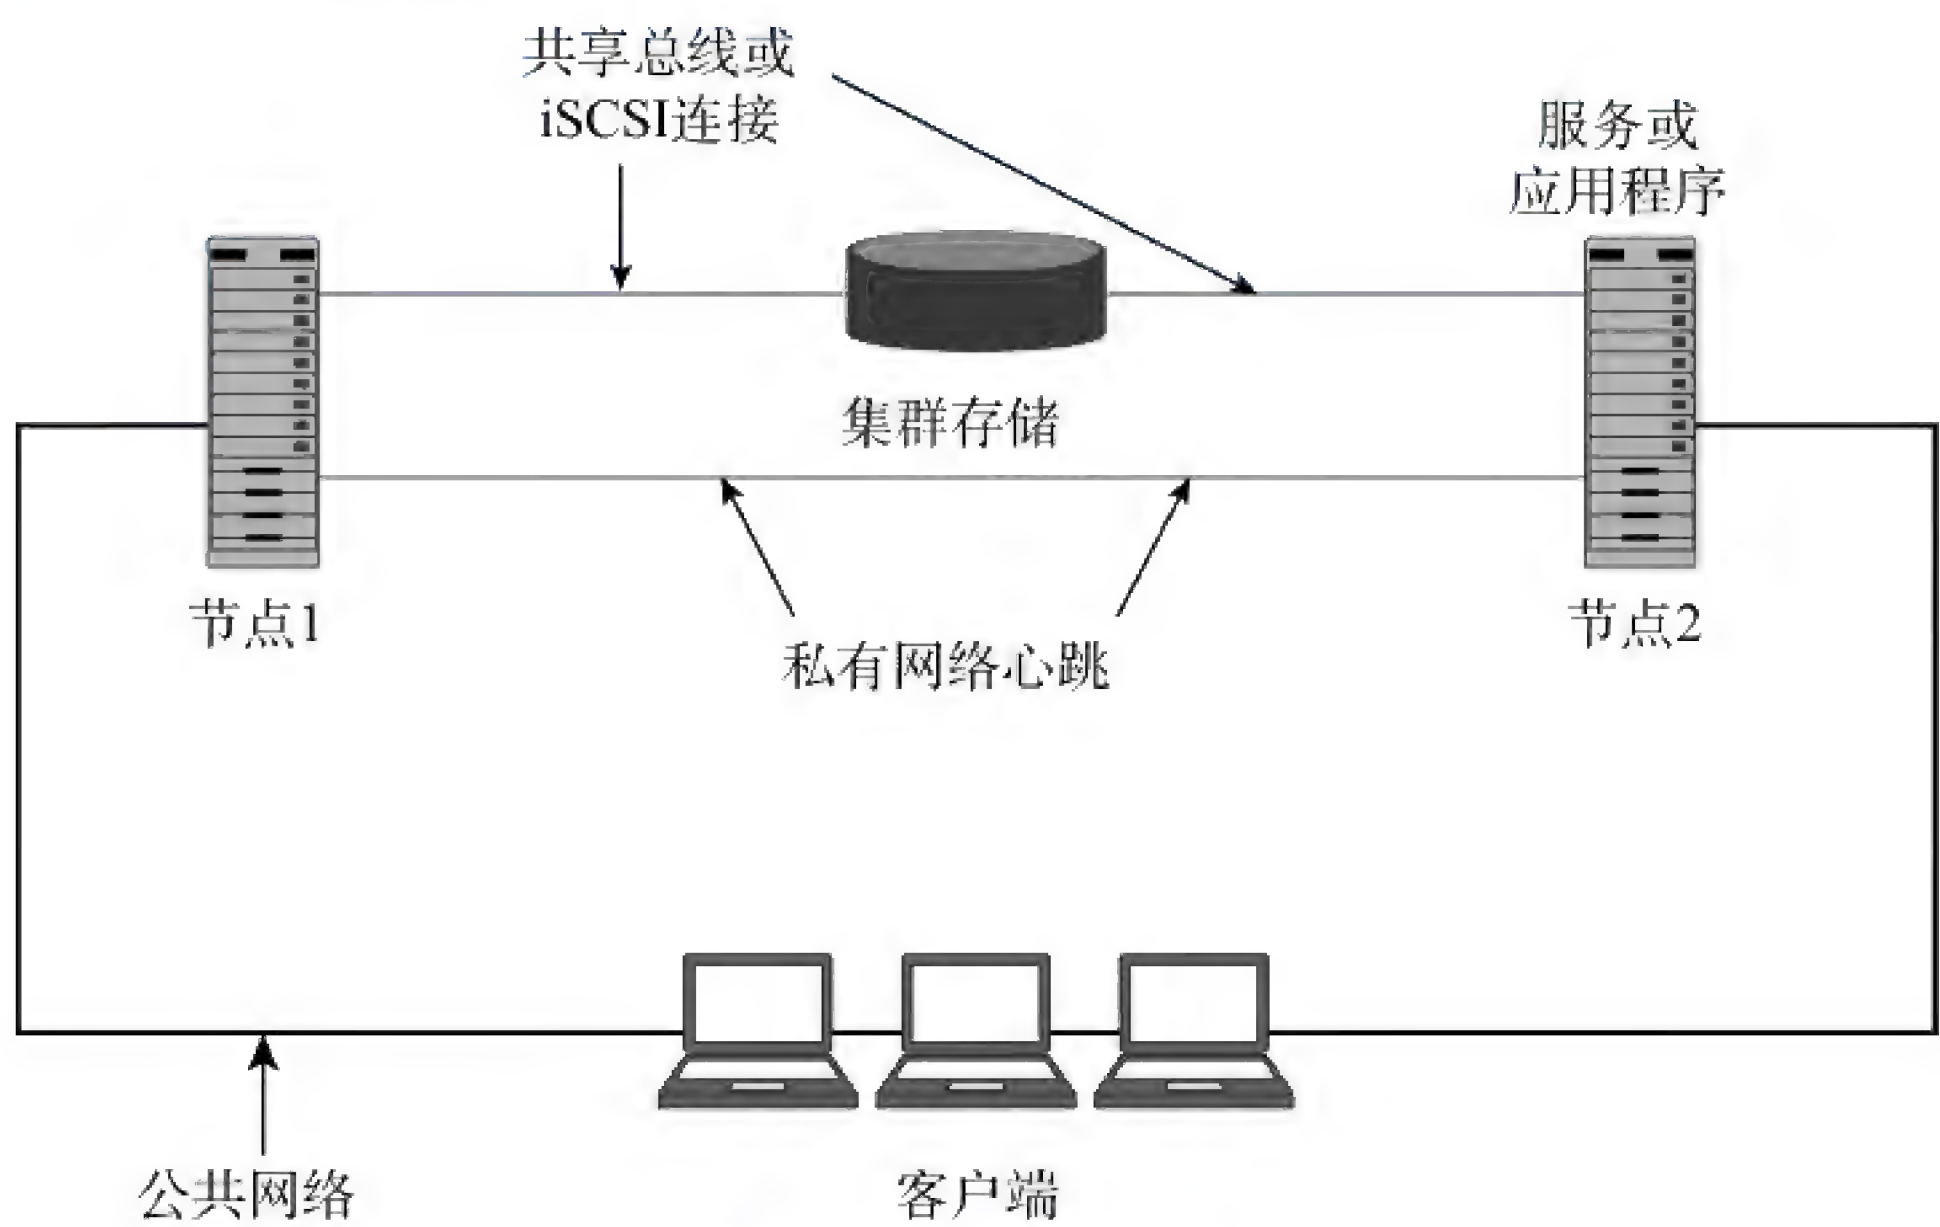 共享总线或
iSCSI连接
服务或
应用程序
集群存储
节点1
节点2
私有网络心跳
公共网络
客户端